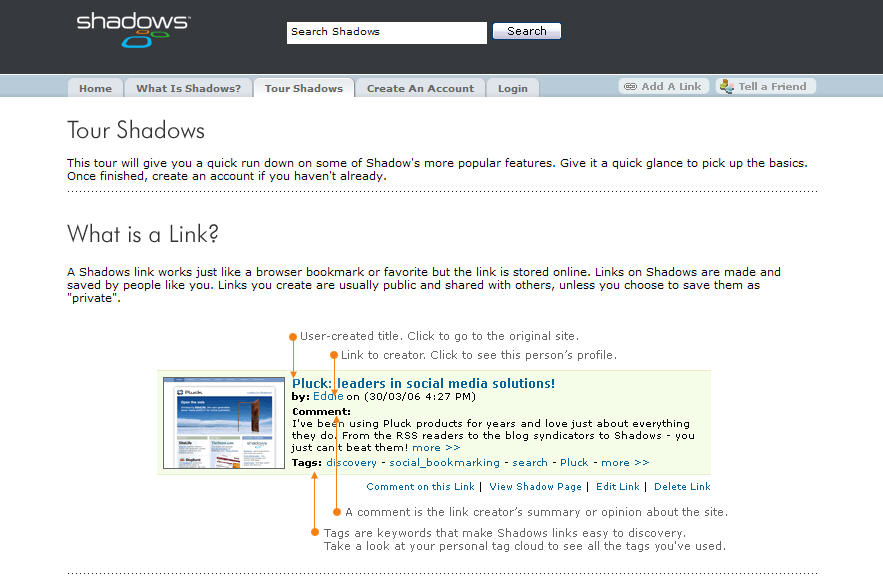 shadows™
Search Shadows
Search
Home
What Is Shadows?
Tour Shadows
Create An Account
Login
Add A Link
Tell a Friend
Tour Shadows
This tour will give you a quick run down on some of Shadow's more popular features. Give it a quick glance to pick up the basics.
Once finished, create an account if you haven't already.
What is a Link?
A Shadows link works just like a browser bookmark or favorite but the link is stored online. Links on Shadows are made and
saved by people like you. Links you create are usually public and shared with others, unless you choose to save them as
"private".
User-created title. Click to go to the original site.
Link to creator. Click to see this person's profile.
Pluck
Open the web
Pluck: leaders in social media solutions!
by: Eddie on (30/03/06 4:27 PM)
Comment:
I've been using Pluck products for years and love just about everything
they do. From the RSS readers to the blog syndicators to Shadows - you
just can't beat them! more >>
Tags: discovery - social_bookmarking - search - Pluck - more >>
Comment on this Link | View Shadow Page | Edit Link | Delete Link
A comment is the link creator's summary or opinion about the site.
Tags are keywords that make Shadows links easy to discovery.
Take a look at your personal tag cloud to see all the tags you've used.